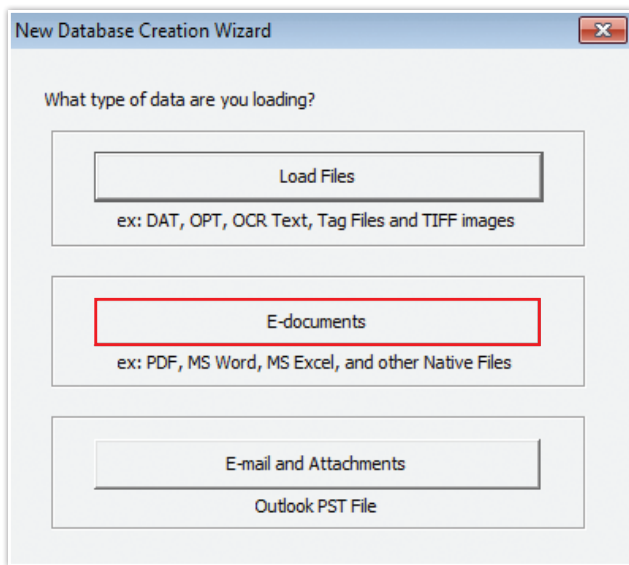 New Database Creation Wizard
What type of data are you loading?
Load Files
ex: DAT, OPT, OCR Text, Tag Files and TIFF images
E-documents
ex: PDF, MS Word, MS Excel, and other Native Files
E-mail and Attachments
Outlook PST File